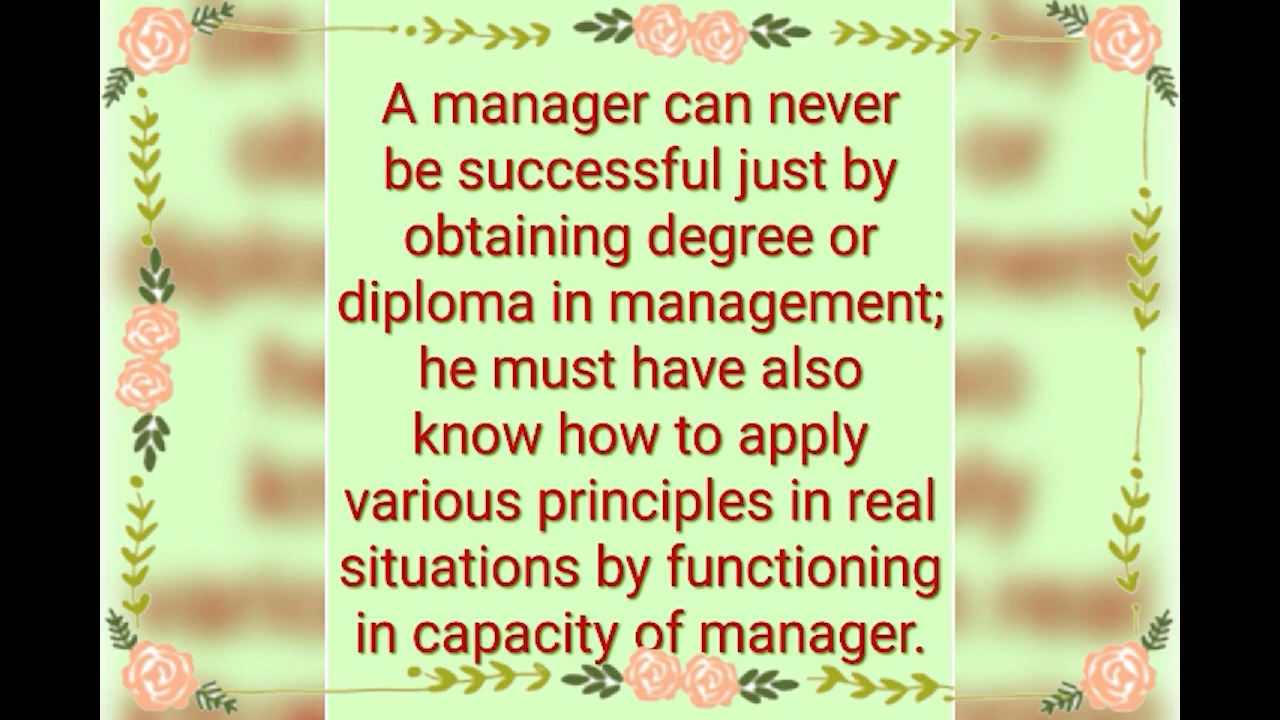 A manager can never
be successful just by
obtaining degree or
diploma in management;
he must have also
know how to apply
various principles in real
situations by functioning
in capacity of manager.